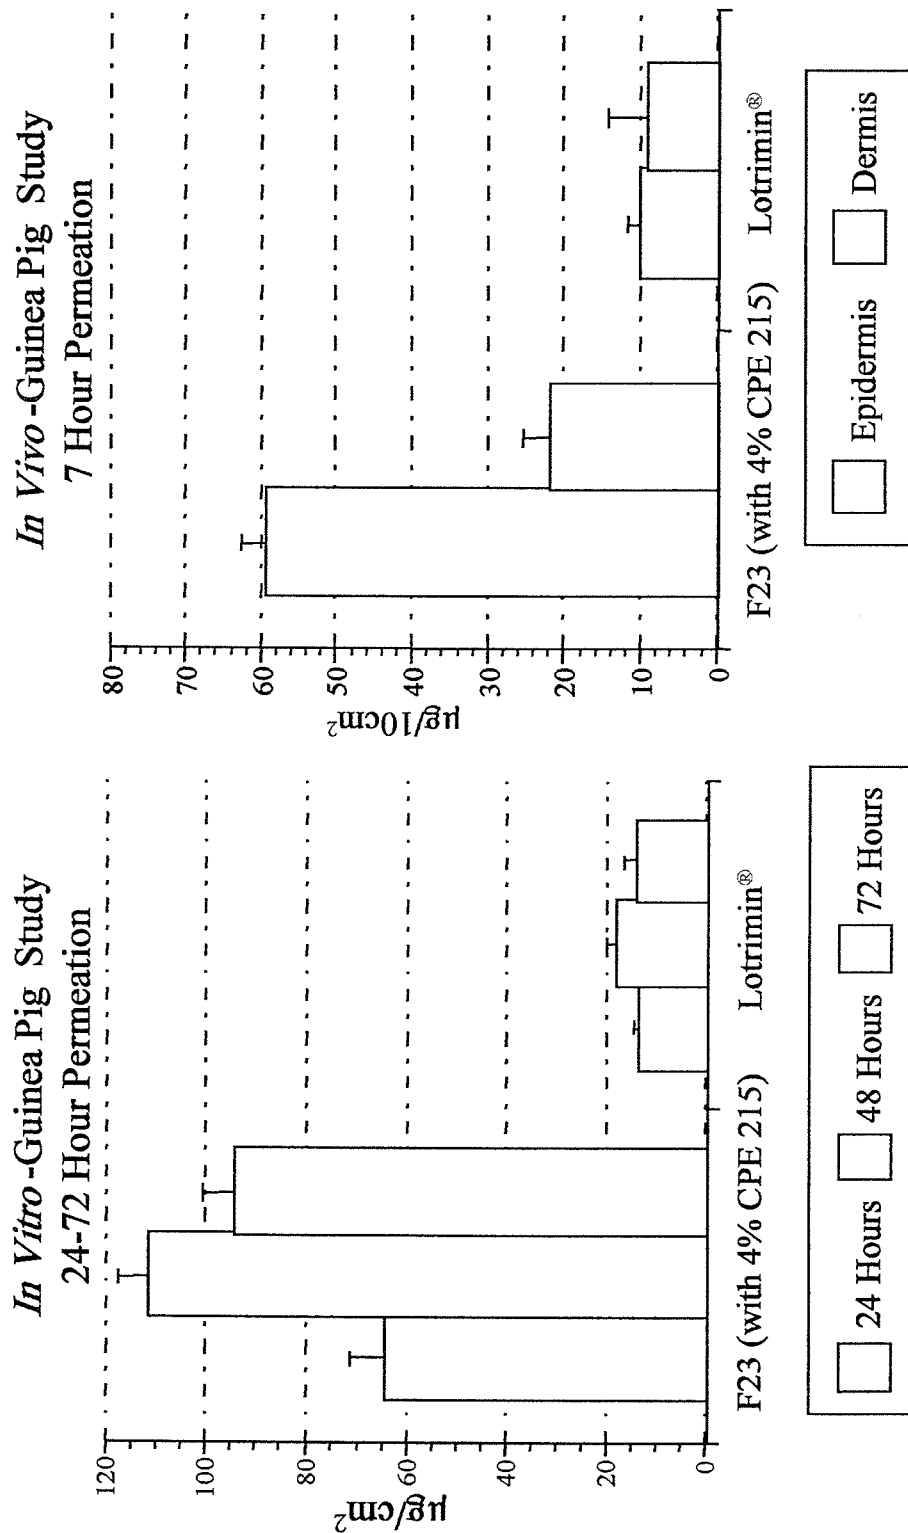 In Vitro-Guinea Pig Study
24-72 Hour Permeation
120
100
80
60
40
20
0
µg/cm²
F23 (with 4% CPE 215)
Lotrimin®
24 Hours
48 Hours
72 Hours
In Vivo-Guinea Pig Study
7 Hour Permeation
80
70
60
50
40
30
20
10
0
µg/10cm²
F23 (with 4% CPE 215)
Lotrimin®
Epidermis
Dermis